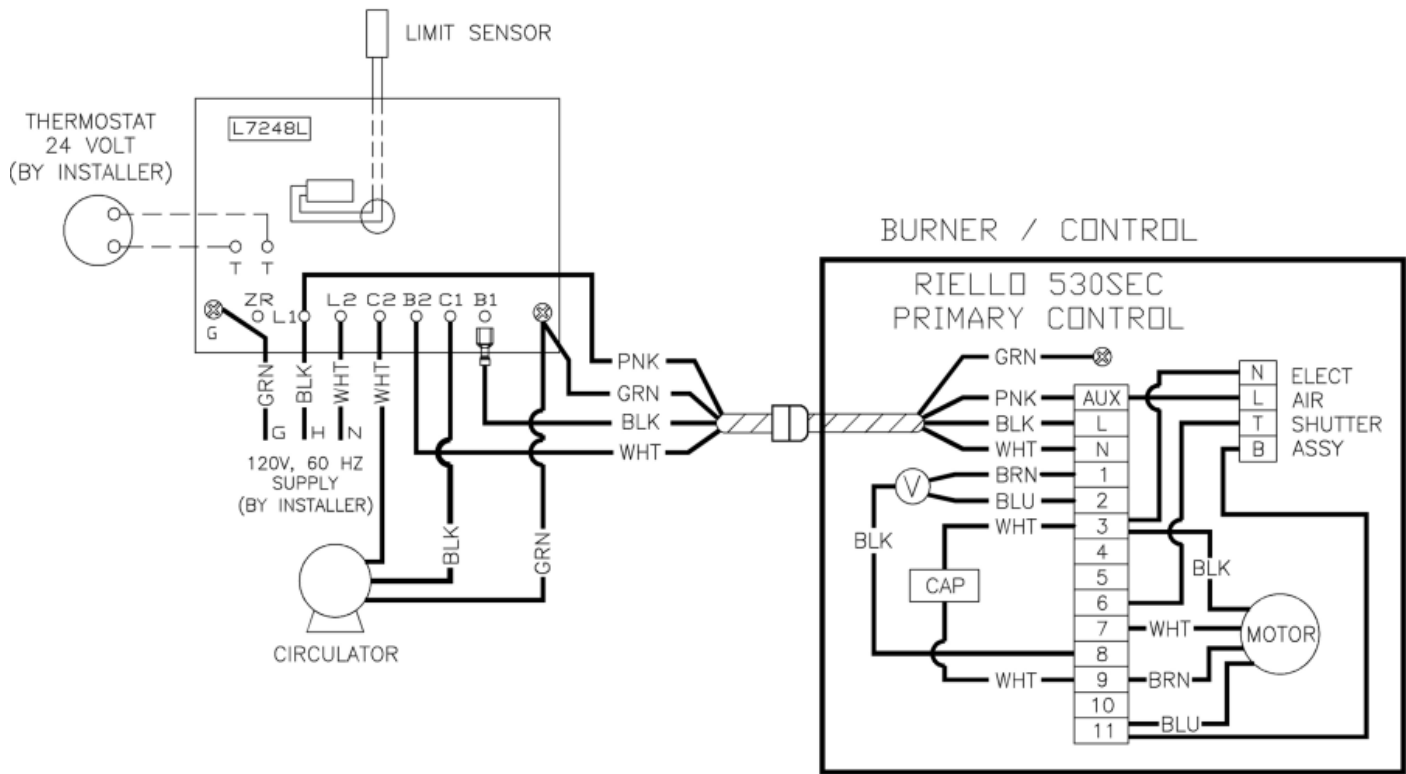 LIMIT SENSOR
THERMOSTAT
24 VOLT
(BY INSTALLER)
L7248L
T T
G
ZR L1 L2 C2 B2 C1 B1
GRN
BLK
WHT
WHT
G H N
120V, 60 HZ
SUPPLY
(BY INSTALLER)
BLK
GRN
CIRCULATOR
PNK
GRN
BLK
WHT
BURNER / CONTROL
RIELLO 530SEC
PRIMARY CONTROL
GRN
PNK AUX
BLK L
WHT N
BRN 1
BLU 2
WHT 3
4
5
6
7 WHT
8
WHT 9 BRN
10
11 BLU
V
BLK
CAP
BLK
MOTOR
N ELECT
L AIR
T SHUTTER
B ASSY